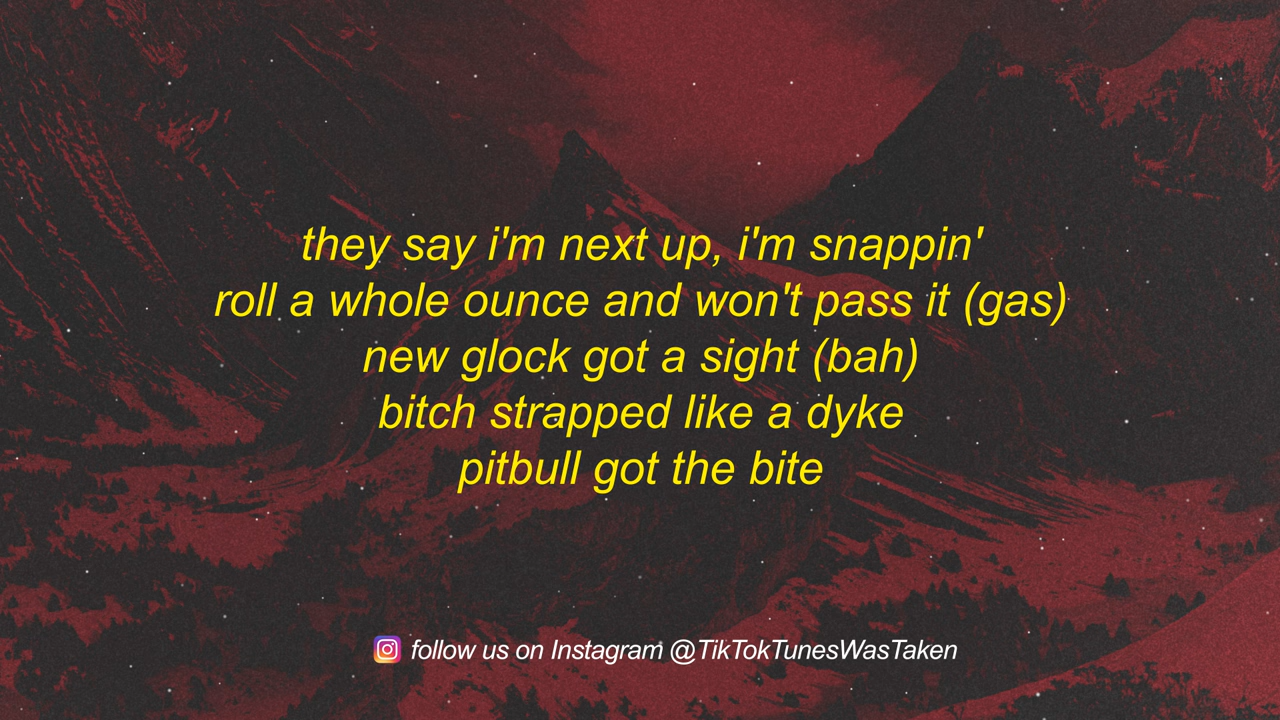 they say i'm next up, i'm snappin'
roll a whole ounce and won't pass it (gas)
new glock got a sight (bah)
bitch strapped like a dyke
pitbull got the bite
follow us on Instagram @TikTokTunesWasTaken